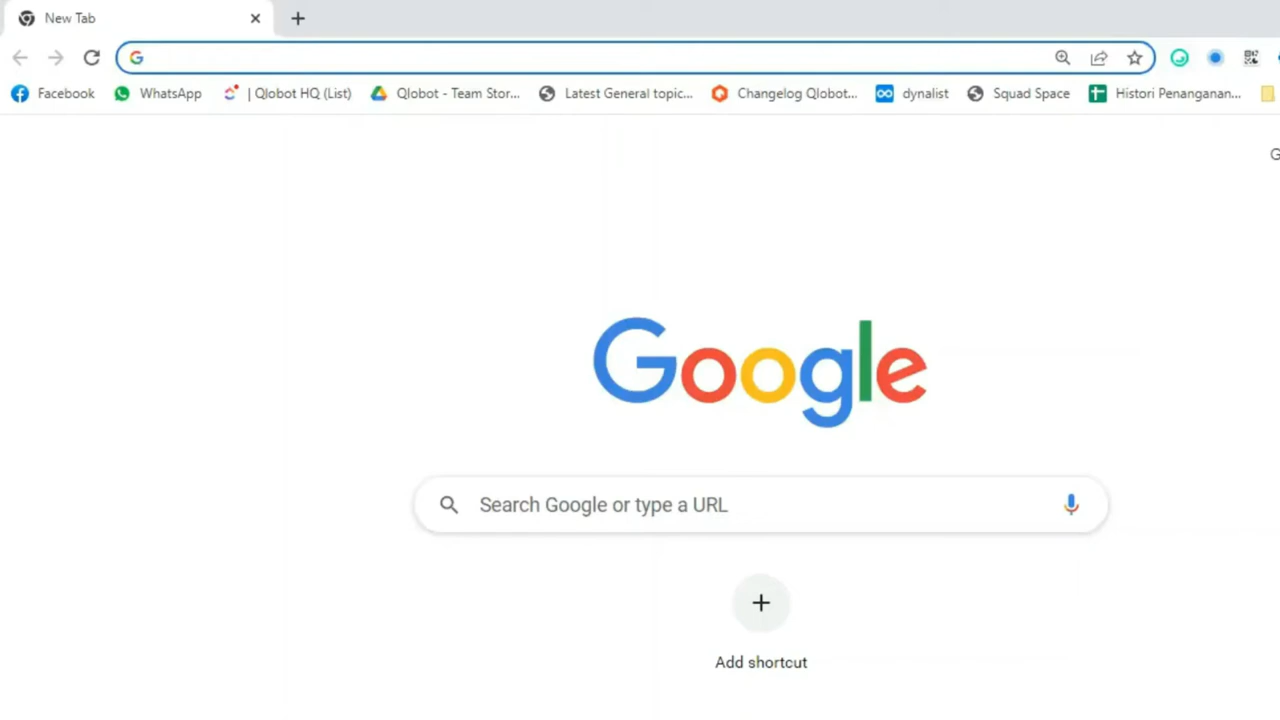 New Tab
Facebook WhatsApp | Qlobot HQ (List) Qlobot - Team Stor... Latest General topic... Changelog Qlobot... dynalist Squad Space Histori Penanganan...
Google
Search Google or type a URL
Add shortcut